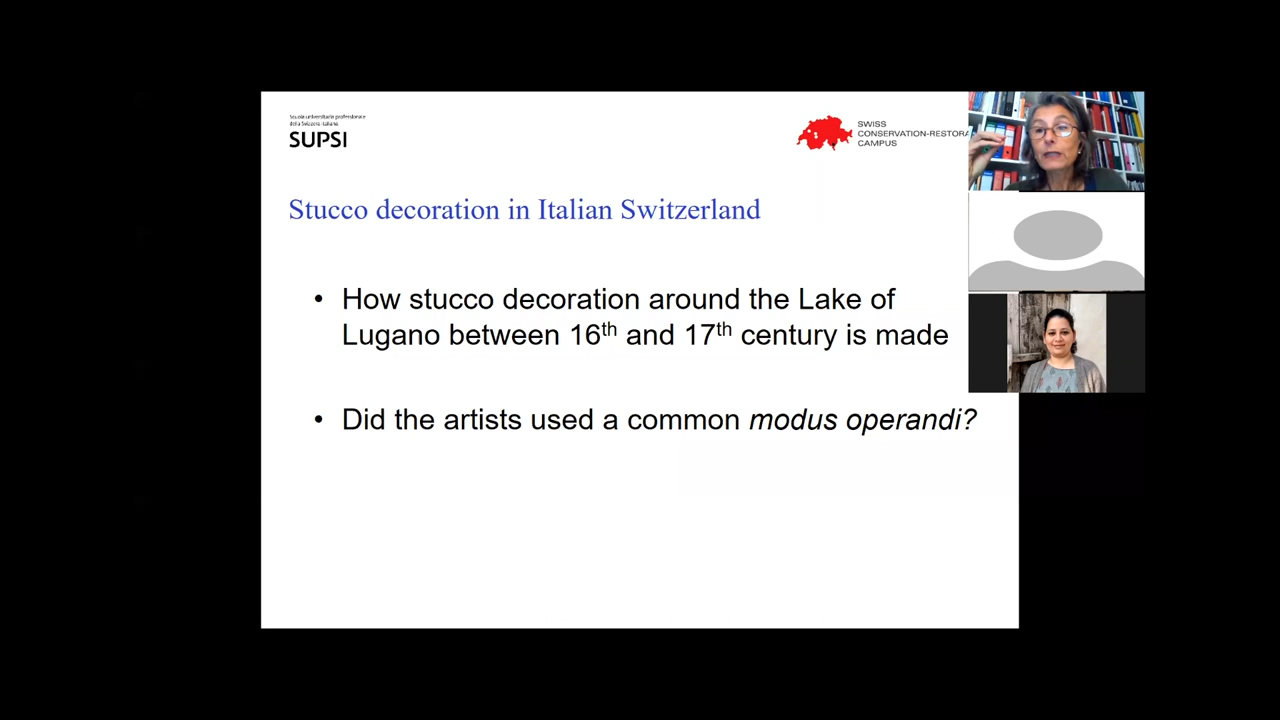 Scuola universitaria professionale
della Svizzera italiana
SUPSI
SWISS
CONSERVATION-RESTORA
CAMPUS
Stucco decoration in Italian Switzerland
• How stucco decoration around the Lake of
Lugano between 16th and 17th century is made
• Did the artists used a common modus operandi?